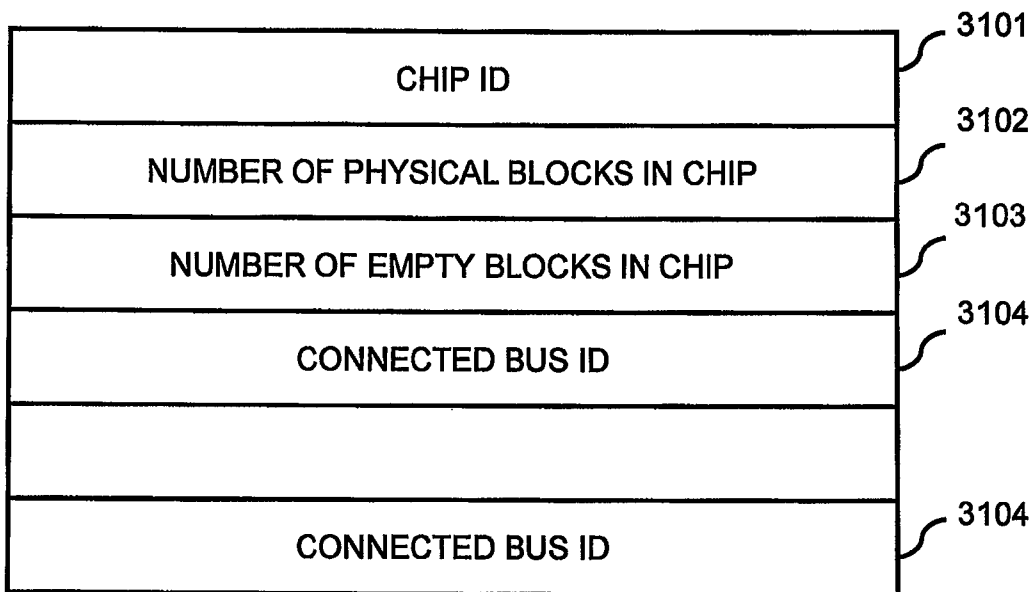 3101
CHIP ID
3102
NUMBER OF PHYSICAL BLOCKS IN CHIP
3103
NUMBER OF EMPTY BLOCKS IN CHIP
3104
CONNECTED BUS ID
3104
CONNECTED BUS ID